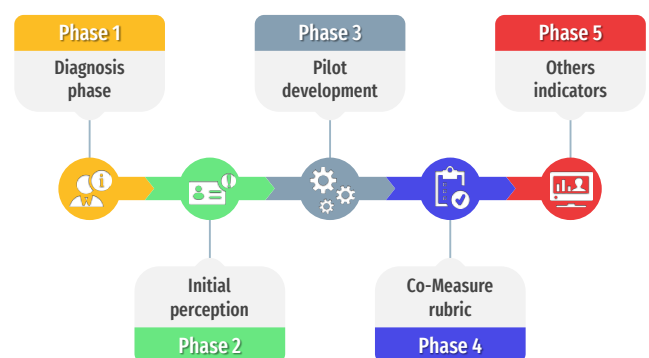 Phase 1
Diagnosis
phase
Phase 3
Pilot
development
Phase 5
Others
indicators
Initial
perception
Phase 2
Co-Measure
rubric
Phase 4